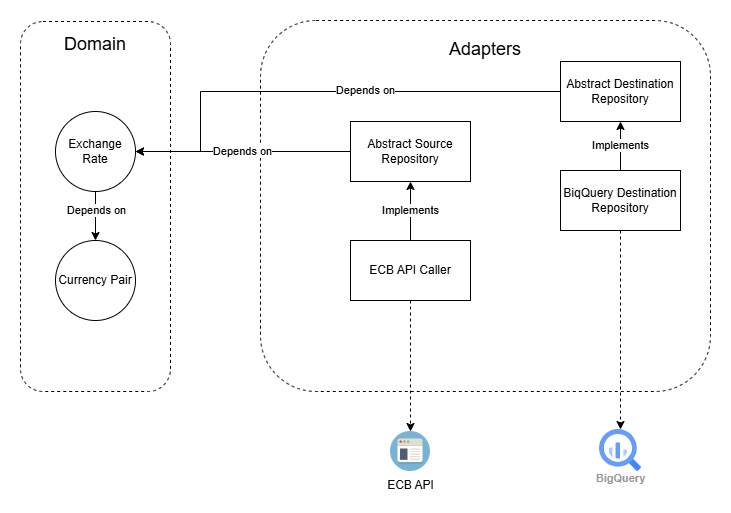 Domain
Adapters
Abstract Destination
Repository
Depends on
Exchange
Rate
Depends on
Abstract Source
Repository
Implements
BiqQuery Destination
Repository
Depends on
Implements
Currency Pair
ECB API Caller
ECB API
BigQuery